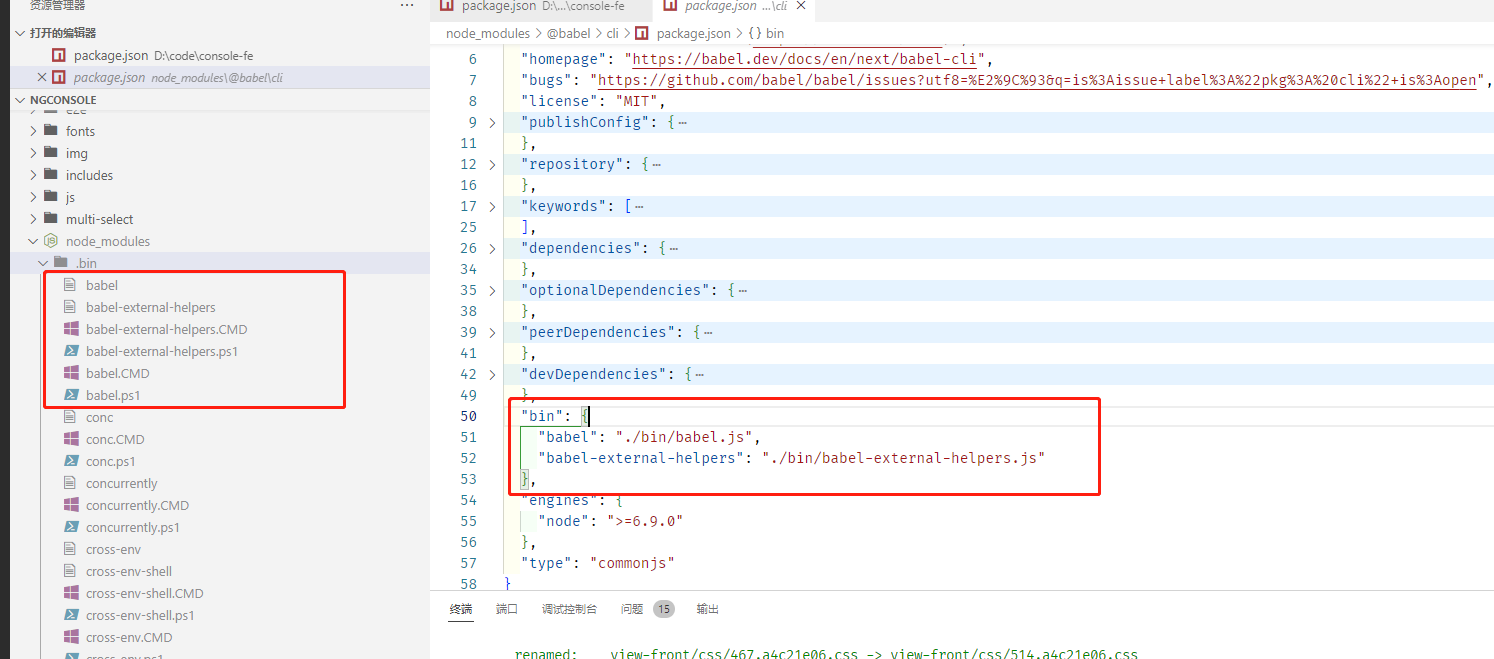 资源管理器
···
打开的编辑器
package.json D:\code\console-fe
package.json node_modules\@babel\cli
NGCONSOLE
e2e
fonts
img
includes
js
multi-select
node_modules
.bin
babel
babel-external-helpers
babel-external-helpers.CMD
babel-external-helpers.ps1
babel.CMD
babel.ps1
conc
conc.CMD
conc.ps1
concurrently
concurrently.CMD
concurrently.ps1
cross-env
cross-env-shell
cross-env-shell.CMD
cross-env-shell.ps1
cross-env.CMD
cross-env.ps1
package.json D:\...\console-fe
package.json ...\cli
node_modules > @babel > cli > package.json > { } bin
6 "homepage": "https://babel.dev/docs/en/next/babel-cli",
7 "bugs": "https://github.com/babel/babel/issues?utf8=%E2%9C%93&q=is%3Aissue+label%3A%22pkg%3A%20cli%22+is%3Aopen",
8 "license": "MIT",
9 "publishConfig": {···
11 },
12 "repository": {···
16 },
17 "keywords": [···
25 ],
26 "dependencies": {···
34 },
35 "optionalDependencies": {···
38 },
39 "peerDependencies": {···
41 },
42 "devDependencies": {···
49 },
50 "bin": {
51 "babel": "./bin/babel.js",
52 "babel-external-helpers": "./bin/babel-external-helpers.js"
53 },
54 "engines": {
55 "node": ">=6.9.0"
56 },
57 "type": "commonjs"
58 }
终端 端口 调试控制台 问题 15 输出
renamed: view-front/css/467.a4c21e06.css -> view-front/css/514.a4c21e06.css